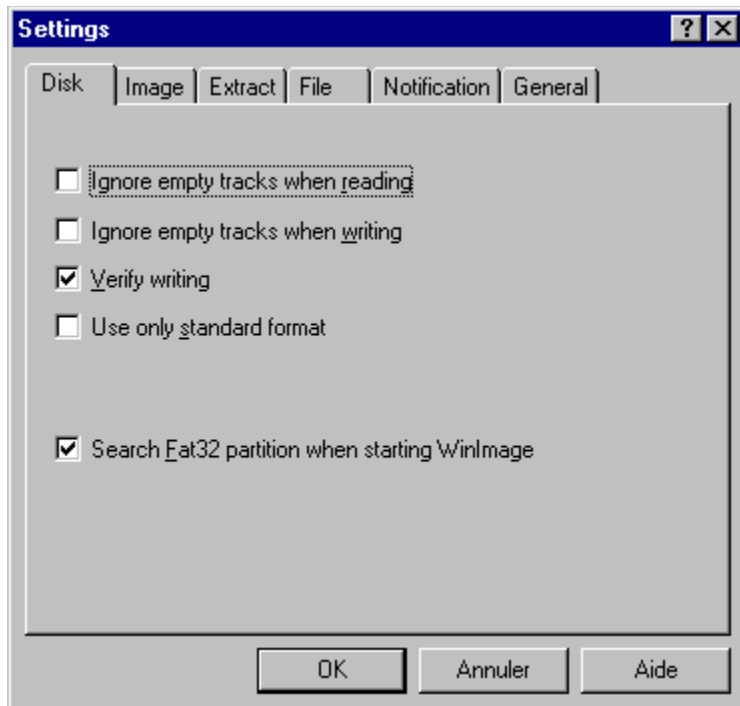 Settings
Disk Image Extract File Notification General
Ignore empty tracks when reading
Ignore empty tracks when writing
Verify writing
Use only standard format
Search Fat32 partition when starting WinImage
OK Annuler Aide